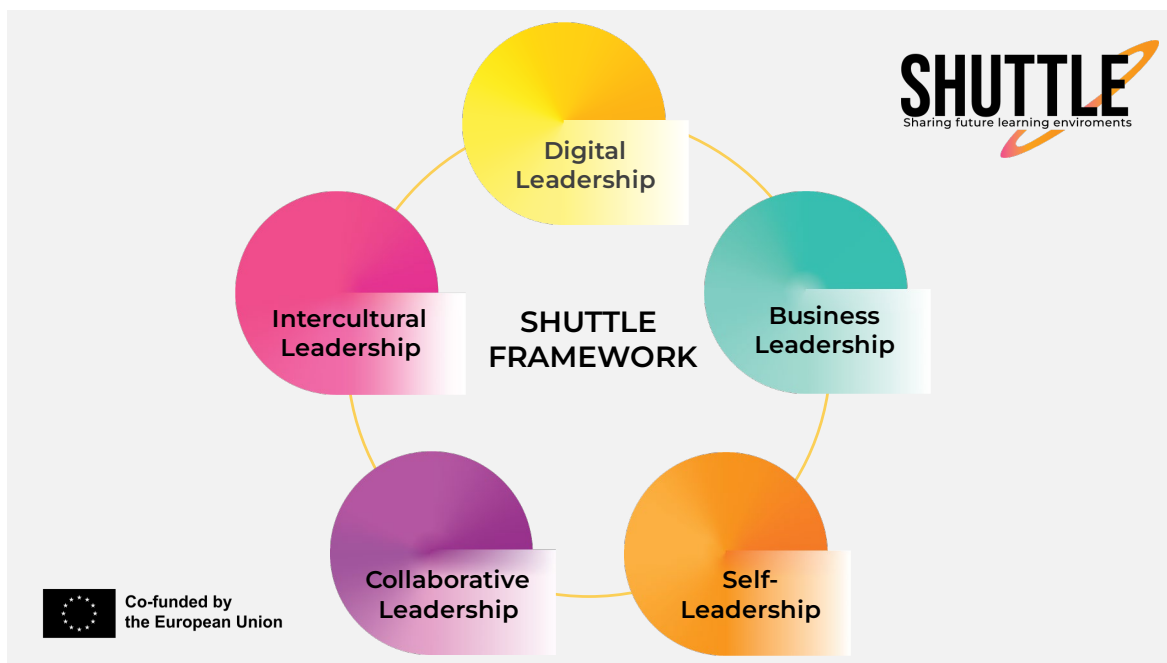 SHUTTLE
Sharing future learning enviroments
Digital
Leadership
Intercultural
Leadership
SHUTTLE
FRAMEWORK
Business
Leadership
Collaborative
Leadership
Self-
Leadership
Co-funded by
the European Union